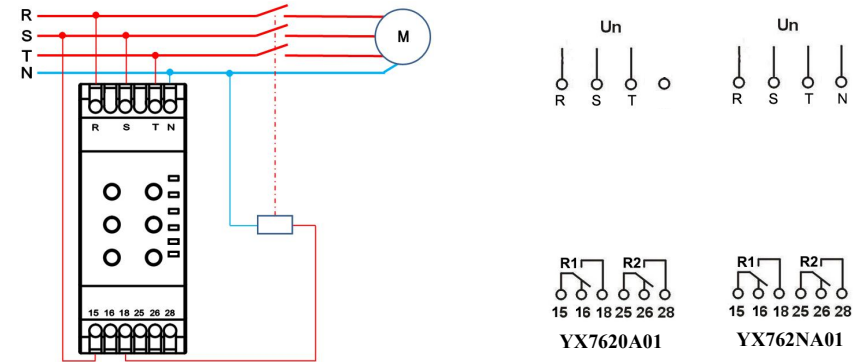 R
S
T
N
M
R S T N
15 16 18 25 26 28
Un
R S T
R1 R2
15 16 18 25 26 28
YX7620A01
Un
R S T N
R1 R2
15 16 18 25 26 28
YX762NA01